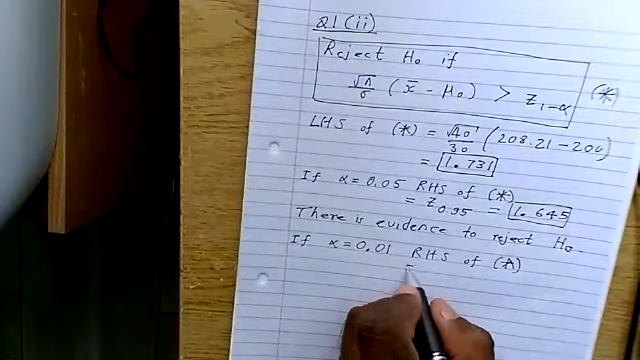 Q1 (ii)
Reject H₀ if
√n/σ (x̄ - μ₀) > z₁₋α (*)
LHS of (*) = √40/30 (208.21 - 200)
= 1.731
If α = 0.05 RHS of (*)
= z₀.₉₅ = 1.645
There is evidence to reject H₀.
If α = 0.01 RHS of (*)
=